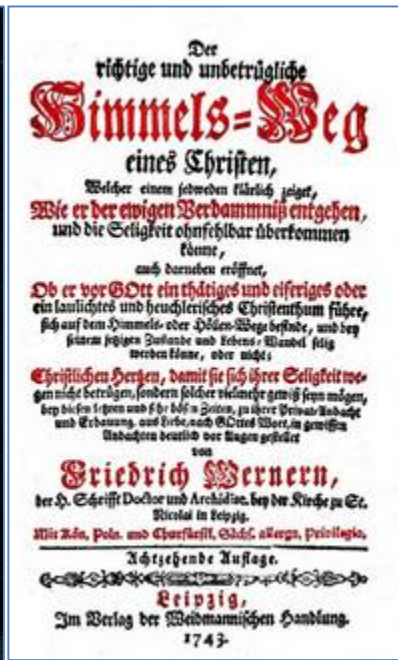 Der
richtige und unbetrügliche
Himmels-Weg
eines Christen,
Welcher einem jedweden klärlich zeiget,
Wie er der ewigen Verdammniß entgehen,
und die Seligkeit ohnfehlbar überkommen
könne,
auch darneben eröffnet,
Ob er vor GOtt ein thätiges und eiferiges oder
ein laulichtes und heuchlerisches Christenthum führe,
sich auf dem Himmels- oder Höllen-Wege befinde, und bey
seinem jetzigen Zustande und Lebens-Wandel selig
werden könne, oder nicht;
Christlichen Hertzen, damit sie sich ihrer Seligkeit we-
gen nicht betrügen, sondern solcher vielmehr gewiß seyn mögen,
bey diesen letzten und sehr bösen Zeiten, zu ihrer Privat-Andacht
und Erbauung, aus Liebe, nach GOttes Wort, in gewissen
Andachten deutlich vor Augen gestellet
von
Friedrich Wernern,
der H. Schrifft Doctor und Archidiac. bey der Kirche zu St.
Nicolai in Leipzig.
Mit Kön. Poln. und Churfürstl. Sächs. allergn. Privilegio.
Achtzehende Auflage.
Leipzig,
Im Verlag der Weidmannischen Handlung.
1743.